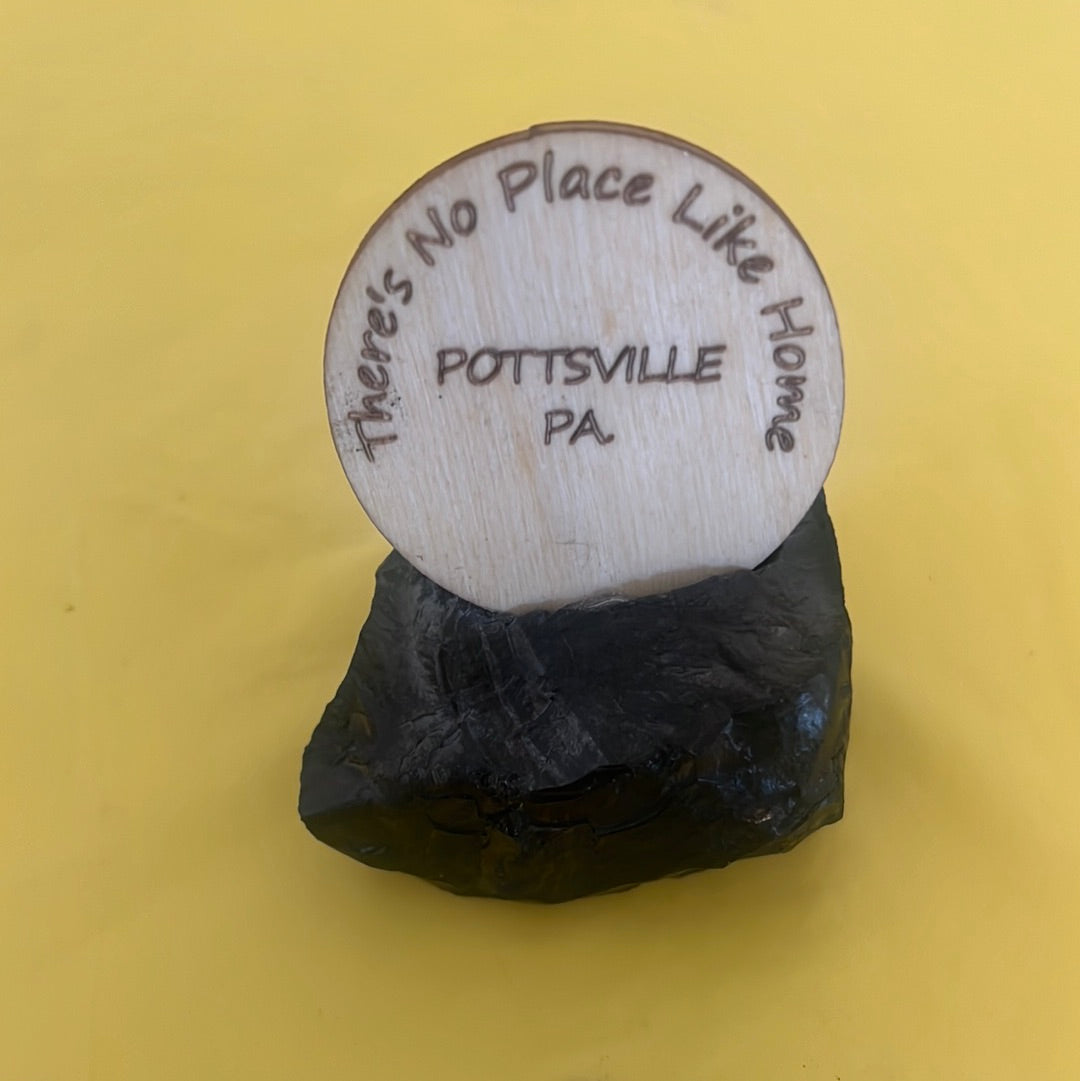 There's No Place Like Home
POTTSVILLE
PA.